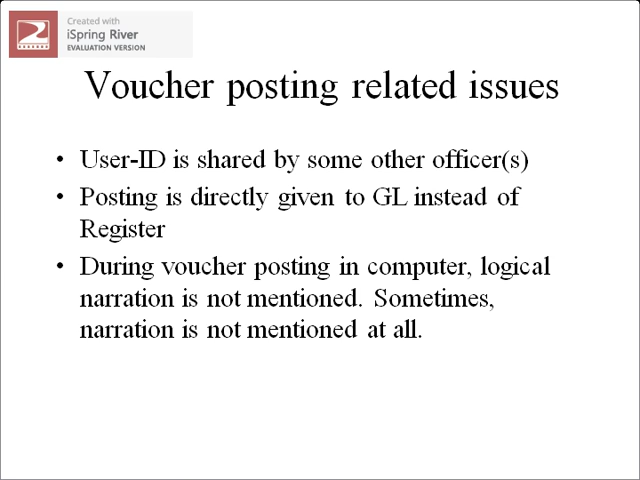 Created with
iSpring River
EVALUATION VERSION
Voucher posting related issues
• User-ID is shared by some other officer(s)
• Posting is directly given to GL instead of
Register
• During voucher posting in computer, logical
narration is not mentioned. Sometimes,
narration is not mentioned at all.